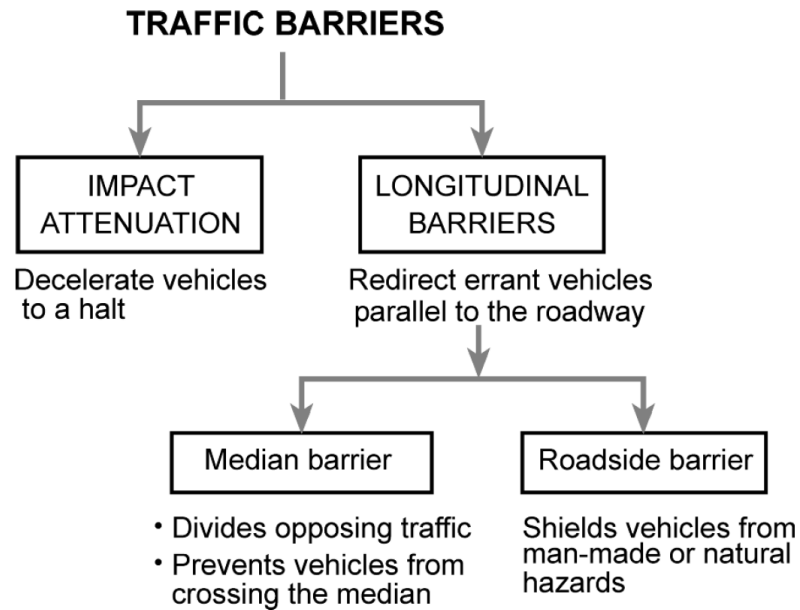 TRAFFIC BARRIERS
IMPACT
ATTENUATION
Decelerate vehicles
to a halt
LONGITUDINAL
BARRIERS
Redirect errant vehicles
parallel to the roadway
Median barrier
• Divides opposing traffic
• Prevents vehicles from
crossing the median
Roadside barrier
Shields vehicles from
man-made or natural
hazards